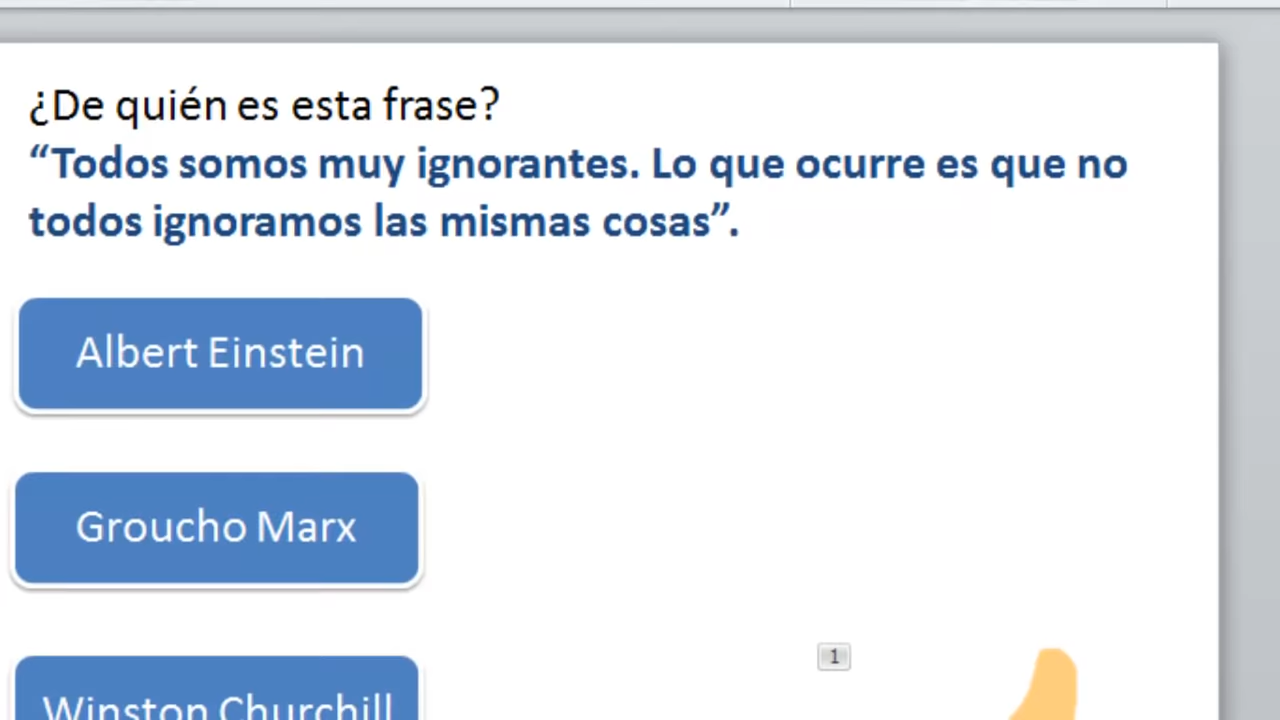 ¿De quién es esta frase?
“Todos somos muy ignorantes. Lo que ocurre es que no
todos ignoramos las mismas cosas”.
Albert Einstein
Groucho Marx
1
Winston Churchill